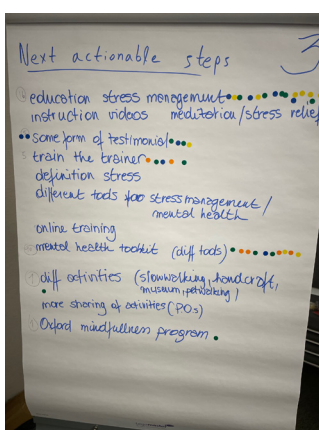 Next actionable steps 3
education stress management
instruction videos meditation/stress relief
some form of testimonial
train the trainer
definition stress
different tools for stress management /
mental health
online training
mental health toolkit (diff tools)
diff activities (slowwalking, handcraft,
museum, petwalking)
more sharing of activities (POs)
Oxford mindfullness program